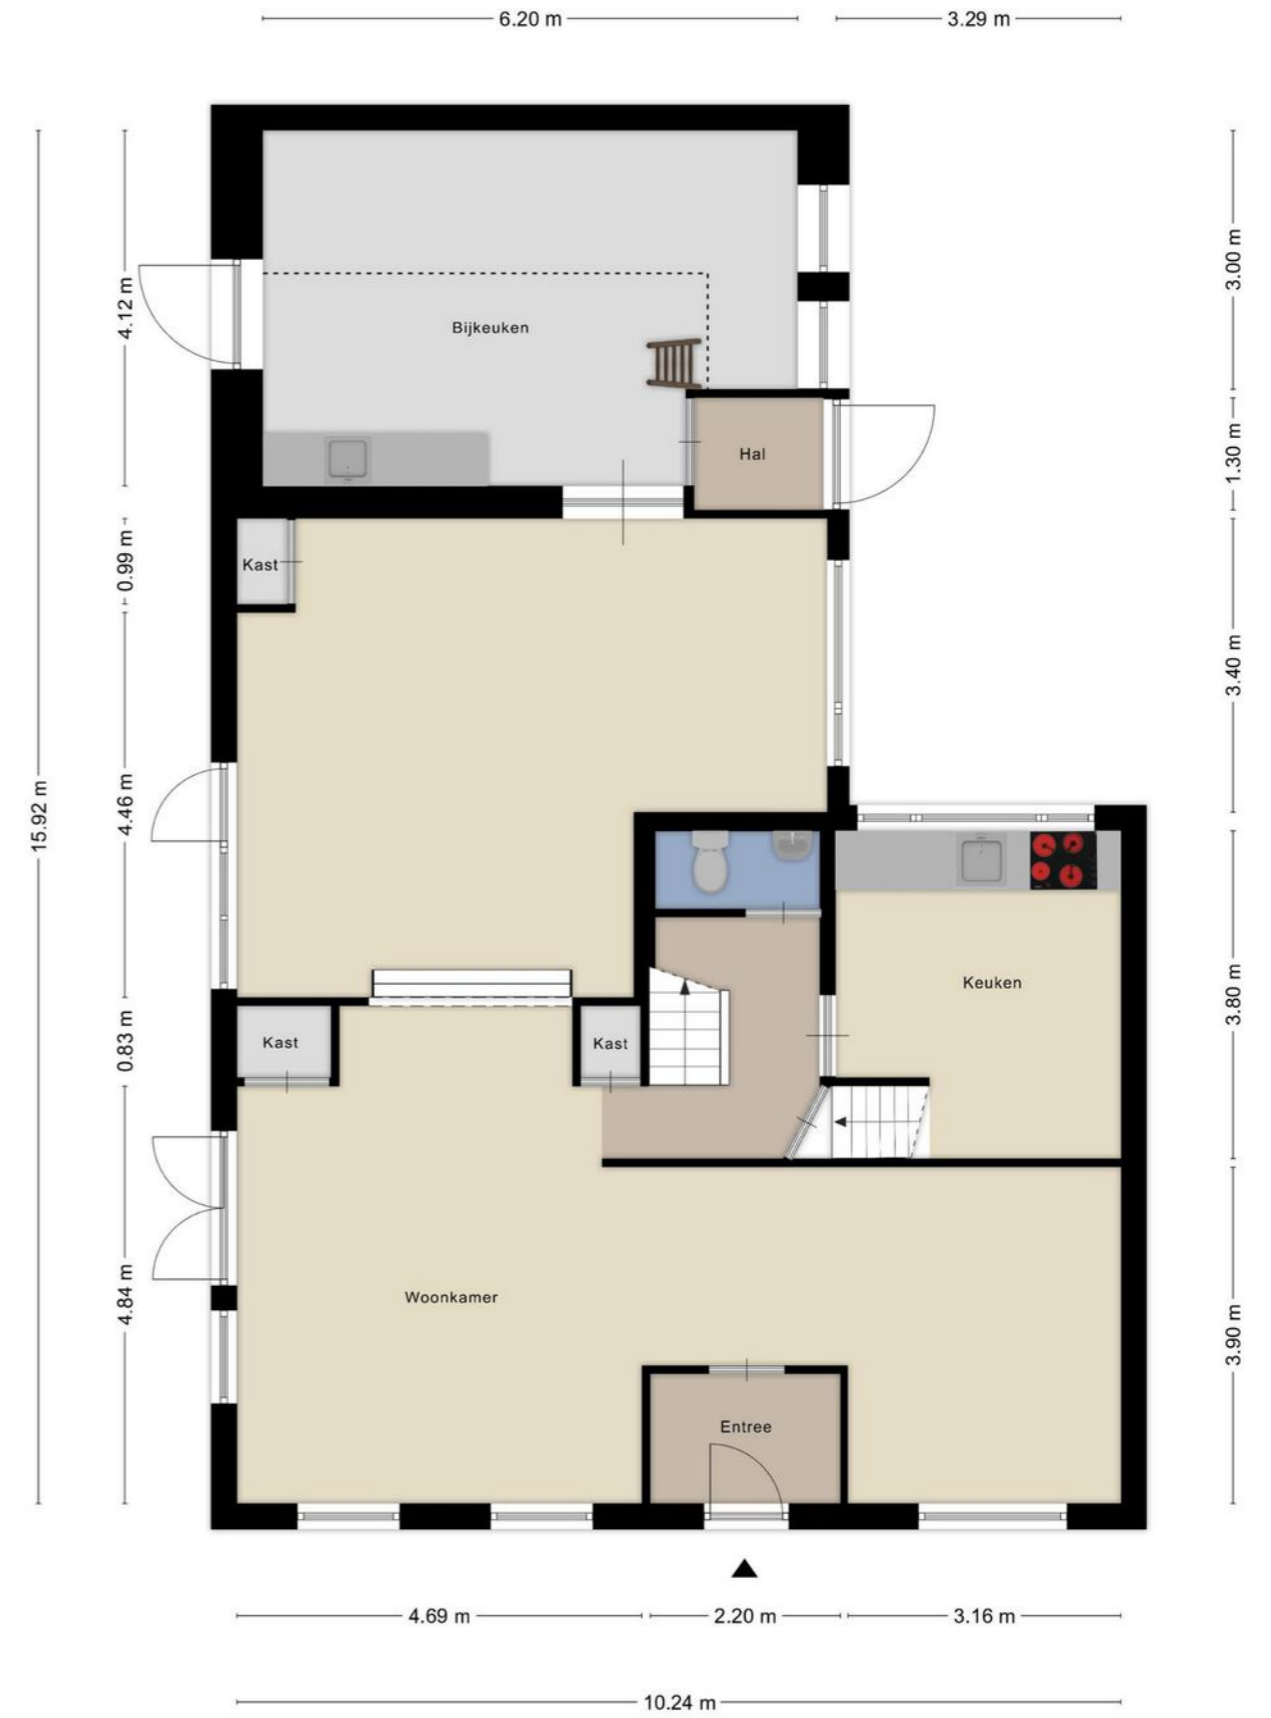 6.20 m
3.29 m
3.00 m
4.12 m
Bijkeuken
Hal
1.30 m
Kast
0.99 m
3.40 m
4.46 m
15.92 m
Keuken
3.80 m
Kast
Kast
0.83 m
Woonkamer
4.84 m
3.90 m
Entree
4.69 m
2.20 m
3.16 m
10.24 m